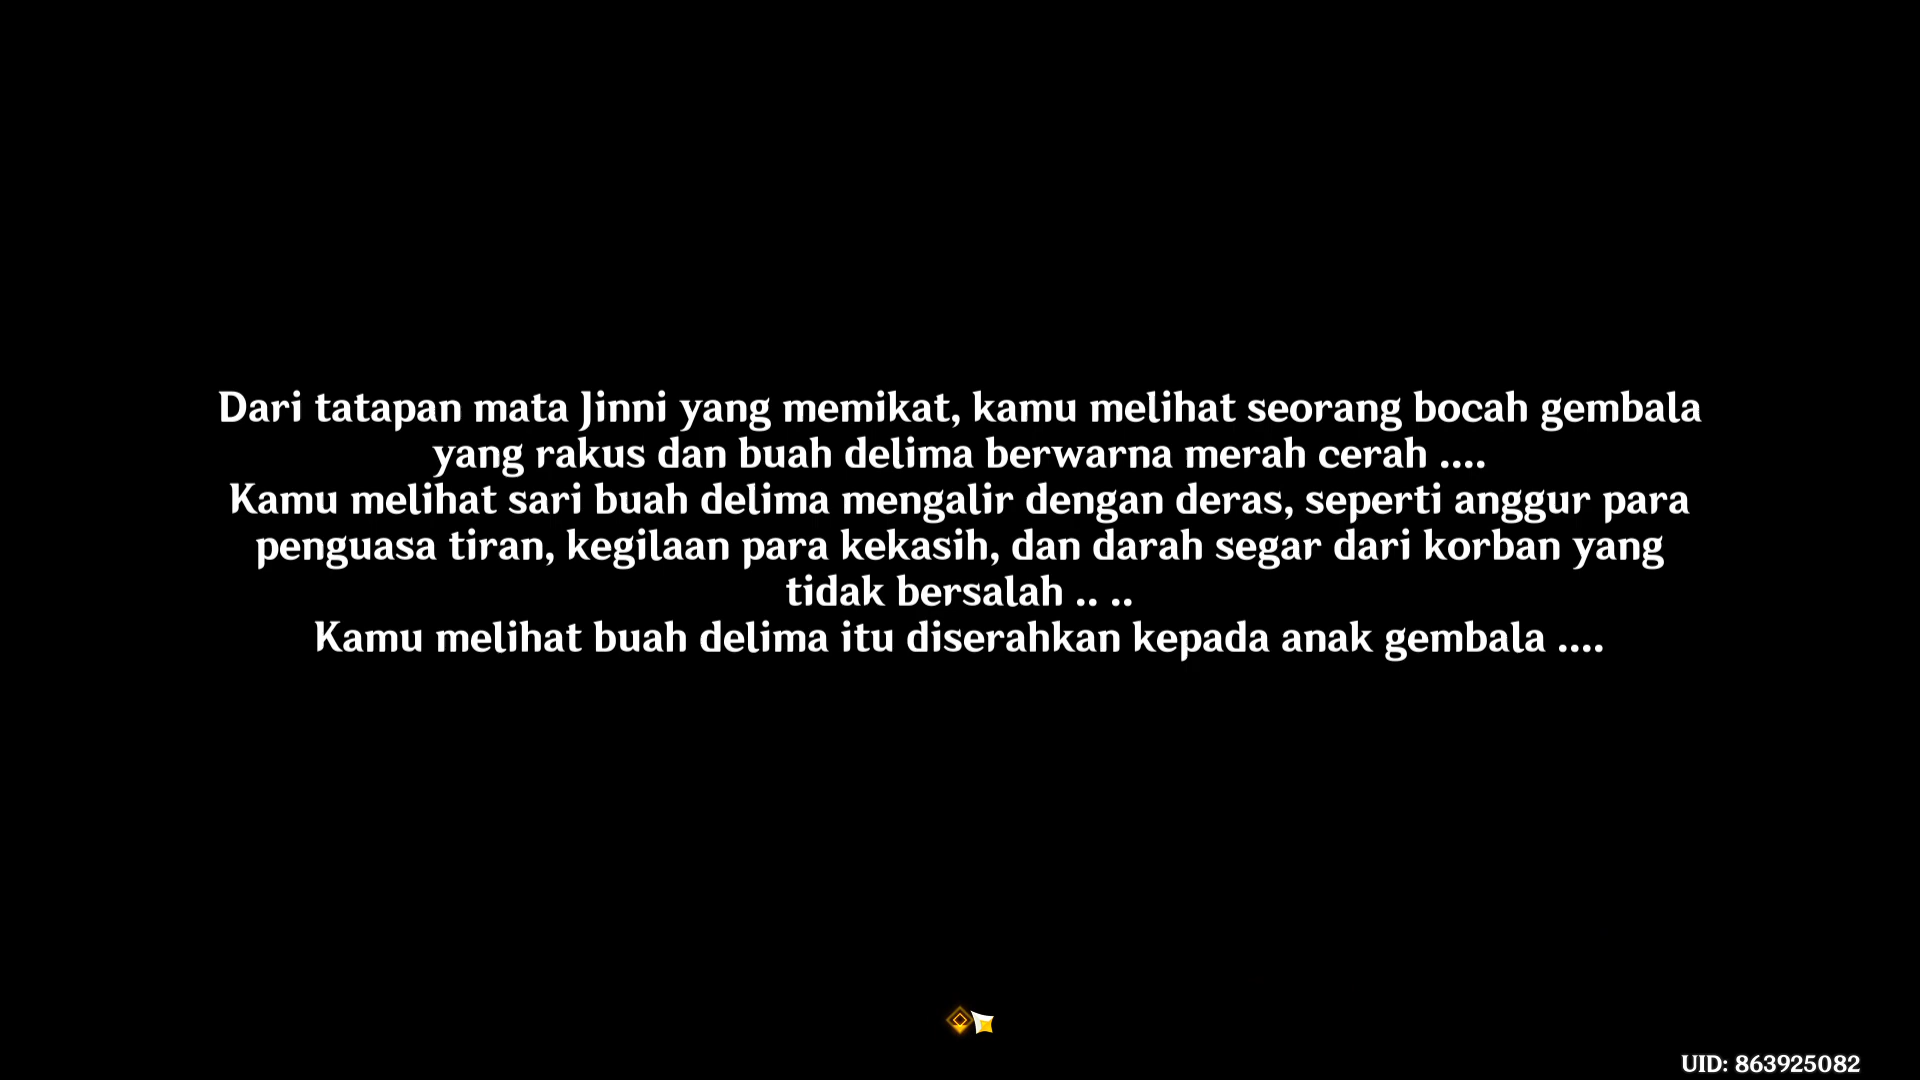 Dari tatapan mata Jinni yang memikat, kamu melihat seorang bocah gembala
yang rakus dan buah delima berwarna merah cerah ....
Kamu melihat sari buah delima mengalir dengan deras, seperti anggur para
penguasa tiran, kegilaan para kekasih, dan darah segar dari korban yang
tidak bersalah .. ..
Kamu melihat buah delima itu diserahkan kepada anak gembala ....
UID: 863925082